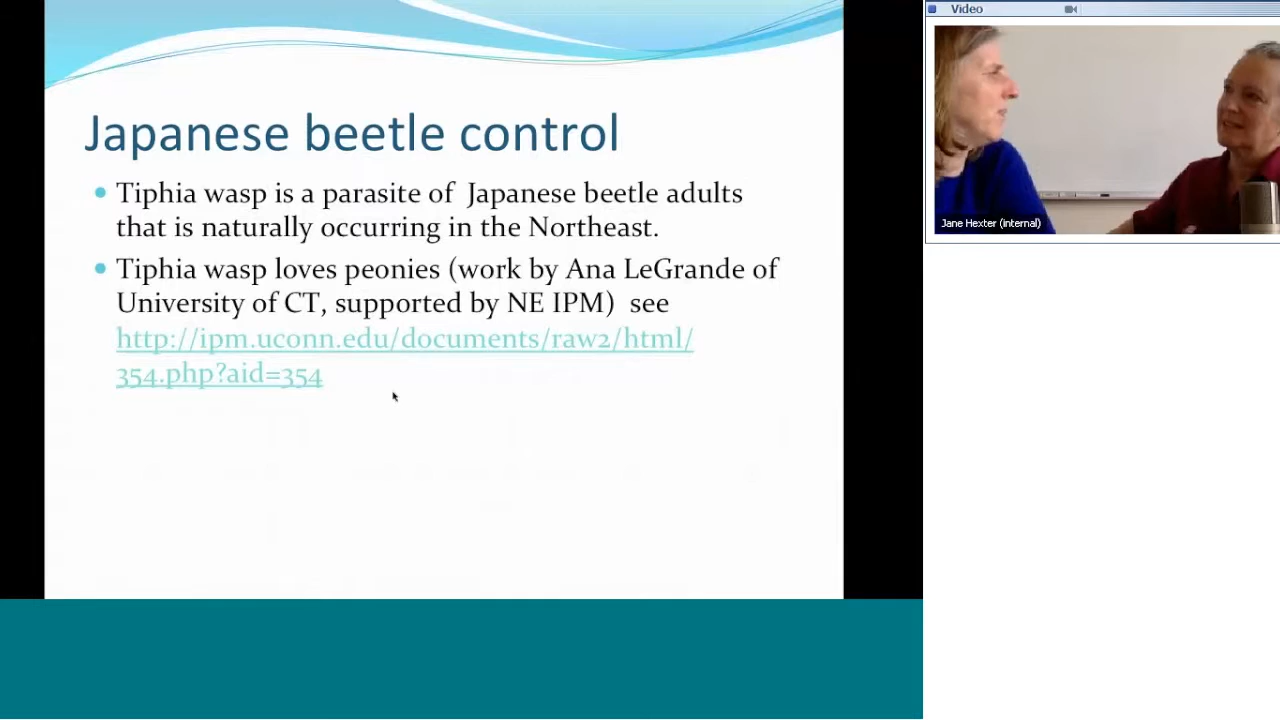 Japanese beetle control
Tiphia wasp is a parasite of Japanese beetle adults
that is naturally occurring in the Northeast.
Tiphia wasp loves peonies (work by Ana LeGrande of
University of CT, supported by NE IPM) see
http://ipm.uconn.edu/documents/raw2/html/
354.php?aid=354
Video
Jane Hexter (internal)